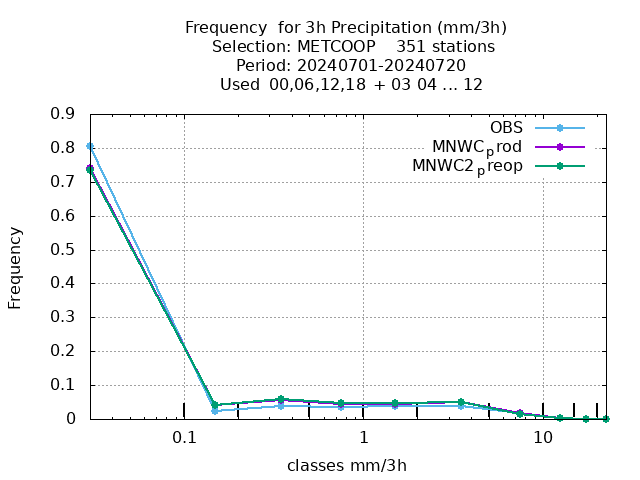 Frequency  for 3h Precipitation (mm/3h)
Selection: METCOOP    351 stations
Period: 20240701-20240720
Used  00,06,12,18  + 03 04 ... 12
0.9
0.8
0.7
0.6
0.5
0.4
0.3
0.2
0.1
0
Frequency
OBS
MNWCprod
MNWC2preop
0.1
1
10
classes mm/3h